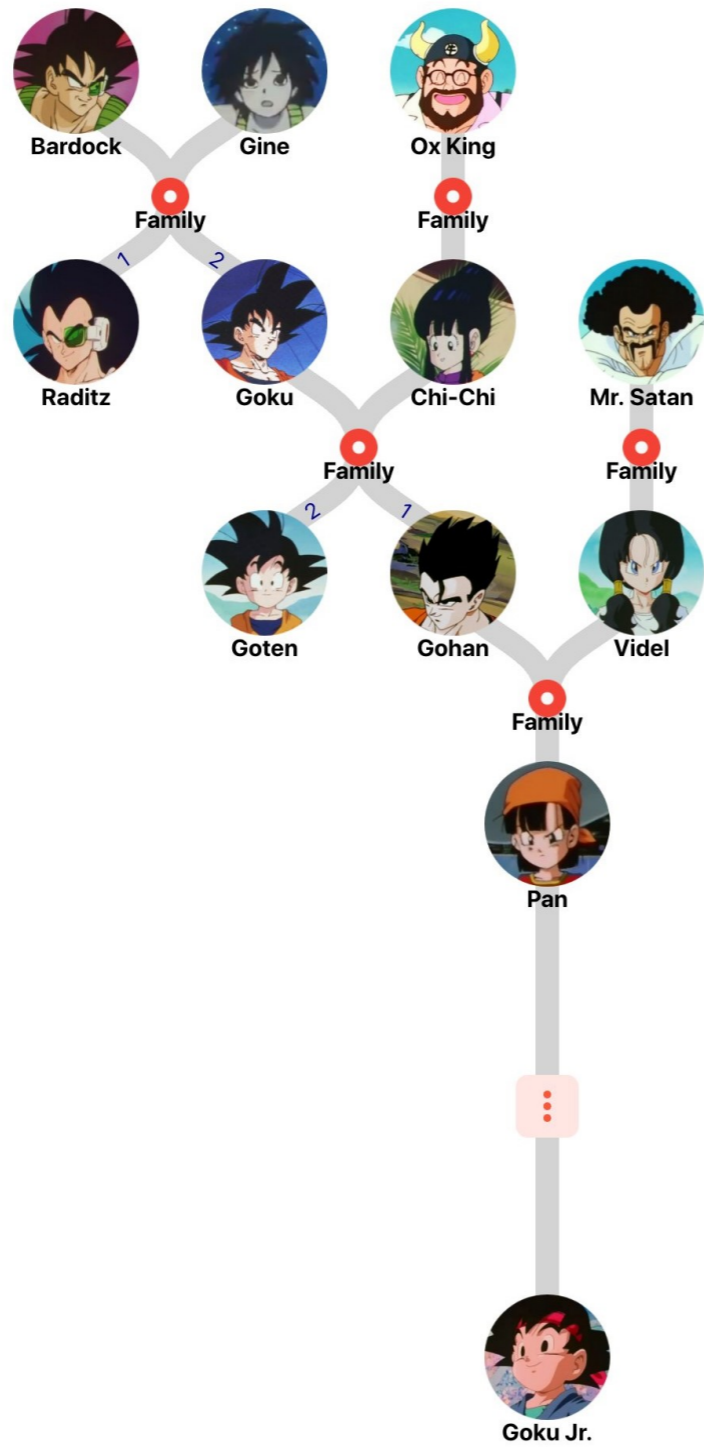 Bardock
Gine
Ox King
Family
Family
1
2
Raditz
Goku
Chi-Chi
Mr. Satan
Family
Family
2
1
Goten
Gohan
Videl
Family
Pan
Goku Jr.